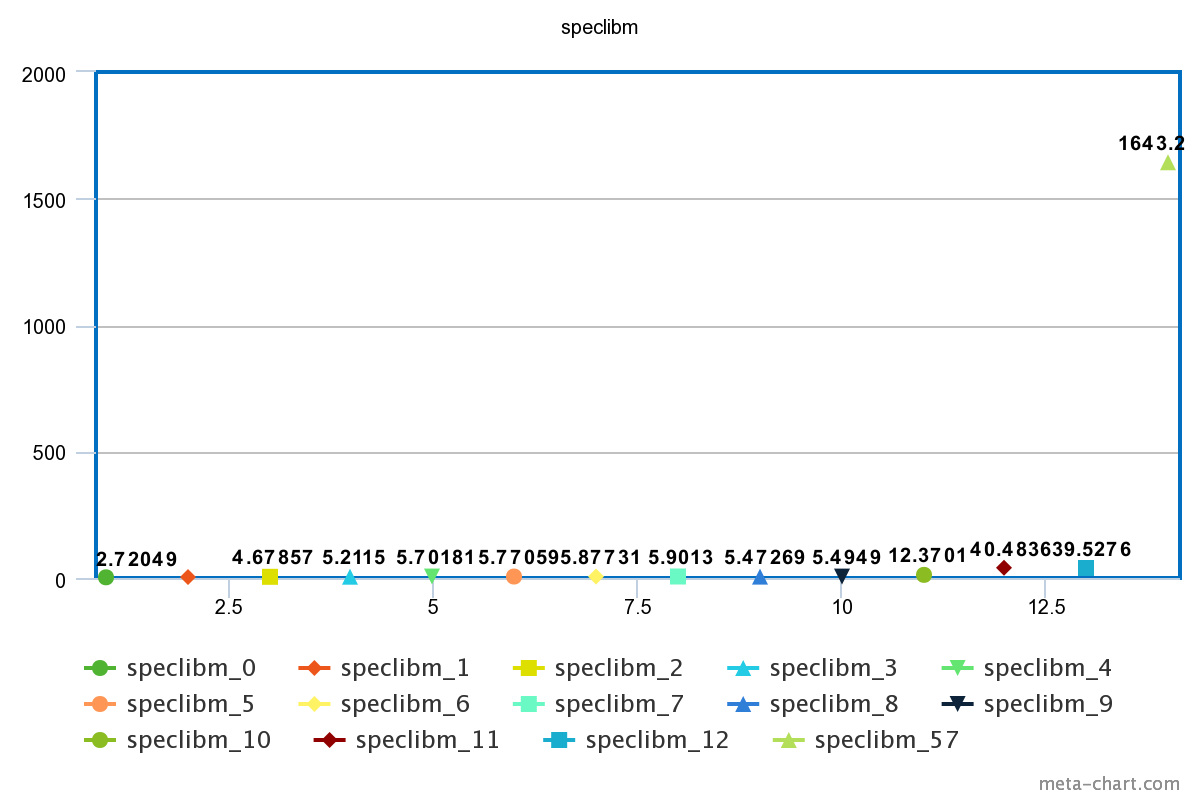 speclibm
2000
1643.2
1500
1000
500
2.72049 4.67857 5.2115 5.70181 5.77059 5.87731 5.9013 5.47269 5.4949 12.3701 40.4836 39.5276
0
2.5 5 7.5 10 12.5
speclibm_0 speclibm_1 speclibm_2 speclibm_3 speclibm_4
speclibm_5 speclibm_6 speclibm_7 speclibm_8 speclibm_9
speclibm_10 speclibm_11 speclibm_12 speclibm_57
meta-chart.com